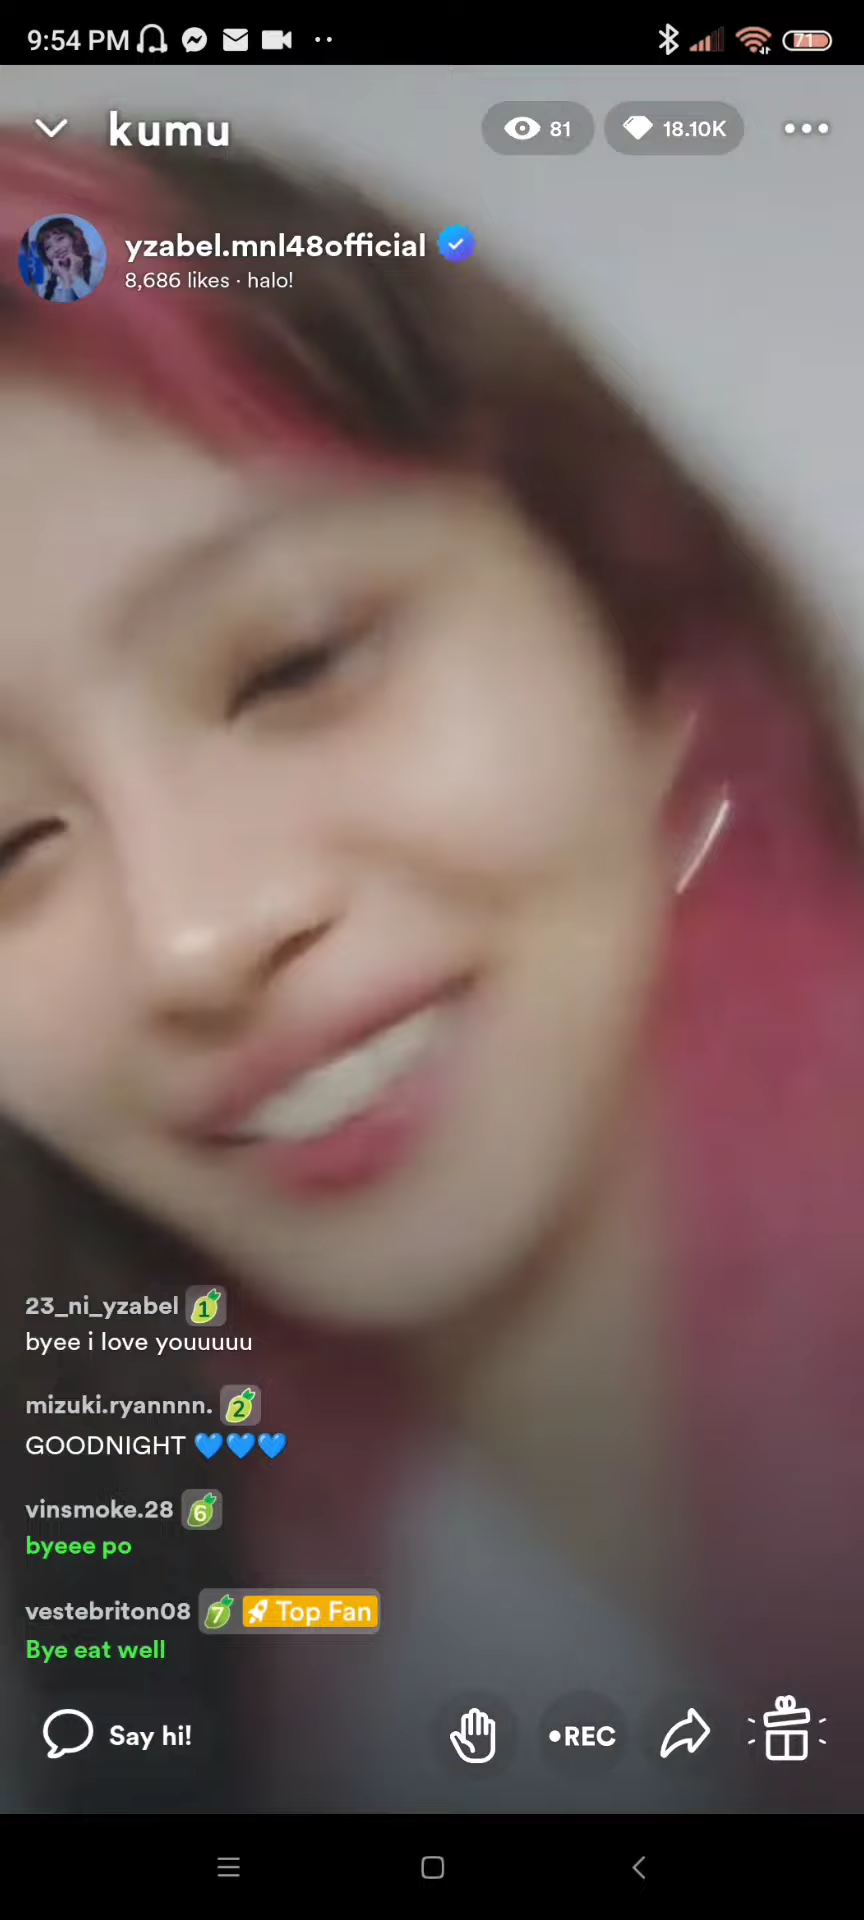 9:54 PM
71
kumu
81
18.10K
yzabel.mnl48official
8,686 likes · halo!
23_ni_yzabel 1
byee i love youuuuu
mizuki.ryannnn. 2
GOODNIGHT 💙💙💙
vinsmoke.28 6
byeee po
vestebriton08 7 Top Fan
Bye eat well
Say hi!
•REC